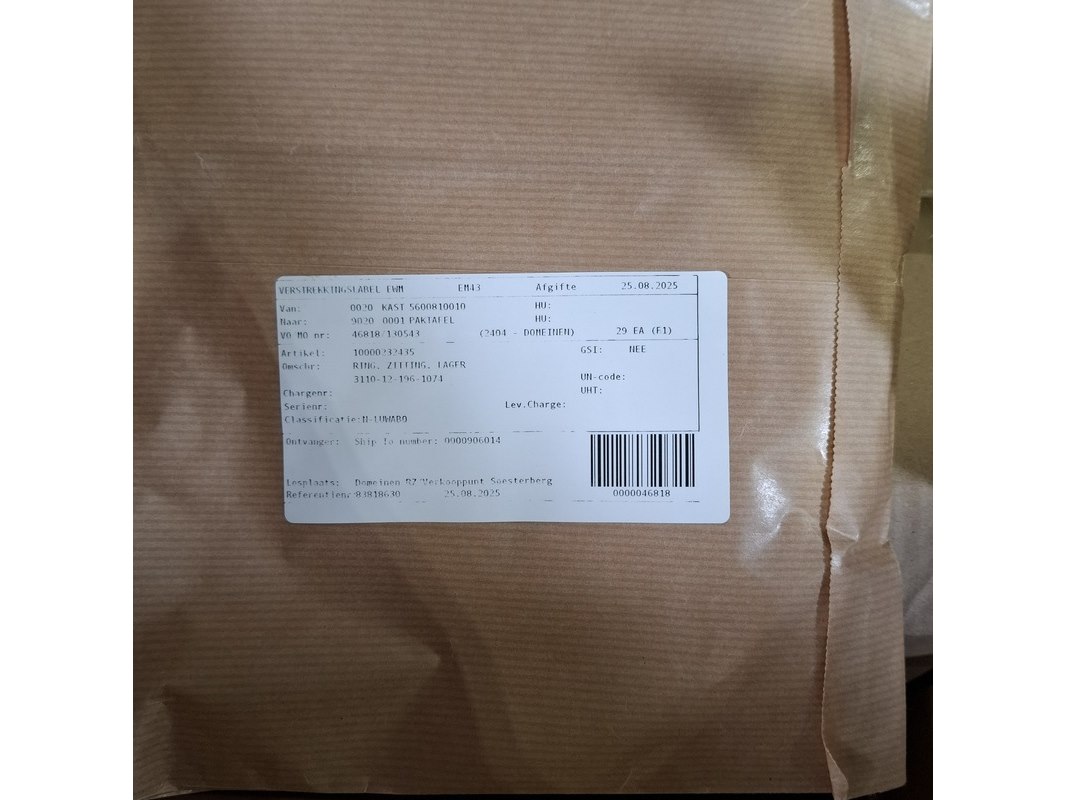 VERSTREKKINGSLABEL EWM EM43 Afgifte 25.08.2025
Van: 0020 KAST 5600810010 HU:
Naar: 9020 0001 PAKTAFEL HU:
VO MO nr: 46818/130543 (2404 - DOMEINEN) 29 EA (F1)
Artikel: 10000232435 GSI: NEE
Omschr: RING, ZITTING, LAGER
3110-12-196-1074 UN-code:
Chargenr: UHT:
Serienr: Lev.Charge:
Classificatie:N-LUWABO
Ontvanger: Ship To number: 0000906014
Losplaats: Domeinen RZ/Verkooppunt Soesterberg
Referentienr 83818630 25.08.2025
0000046818